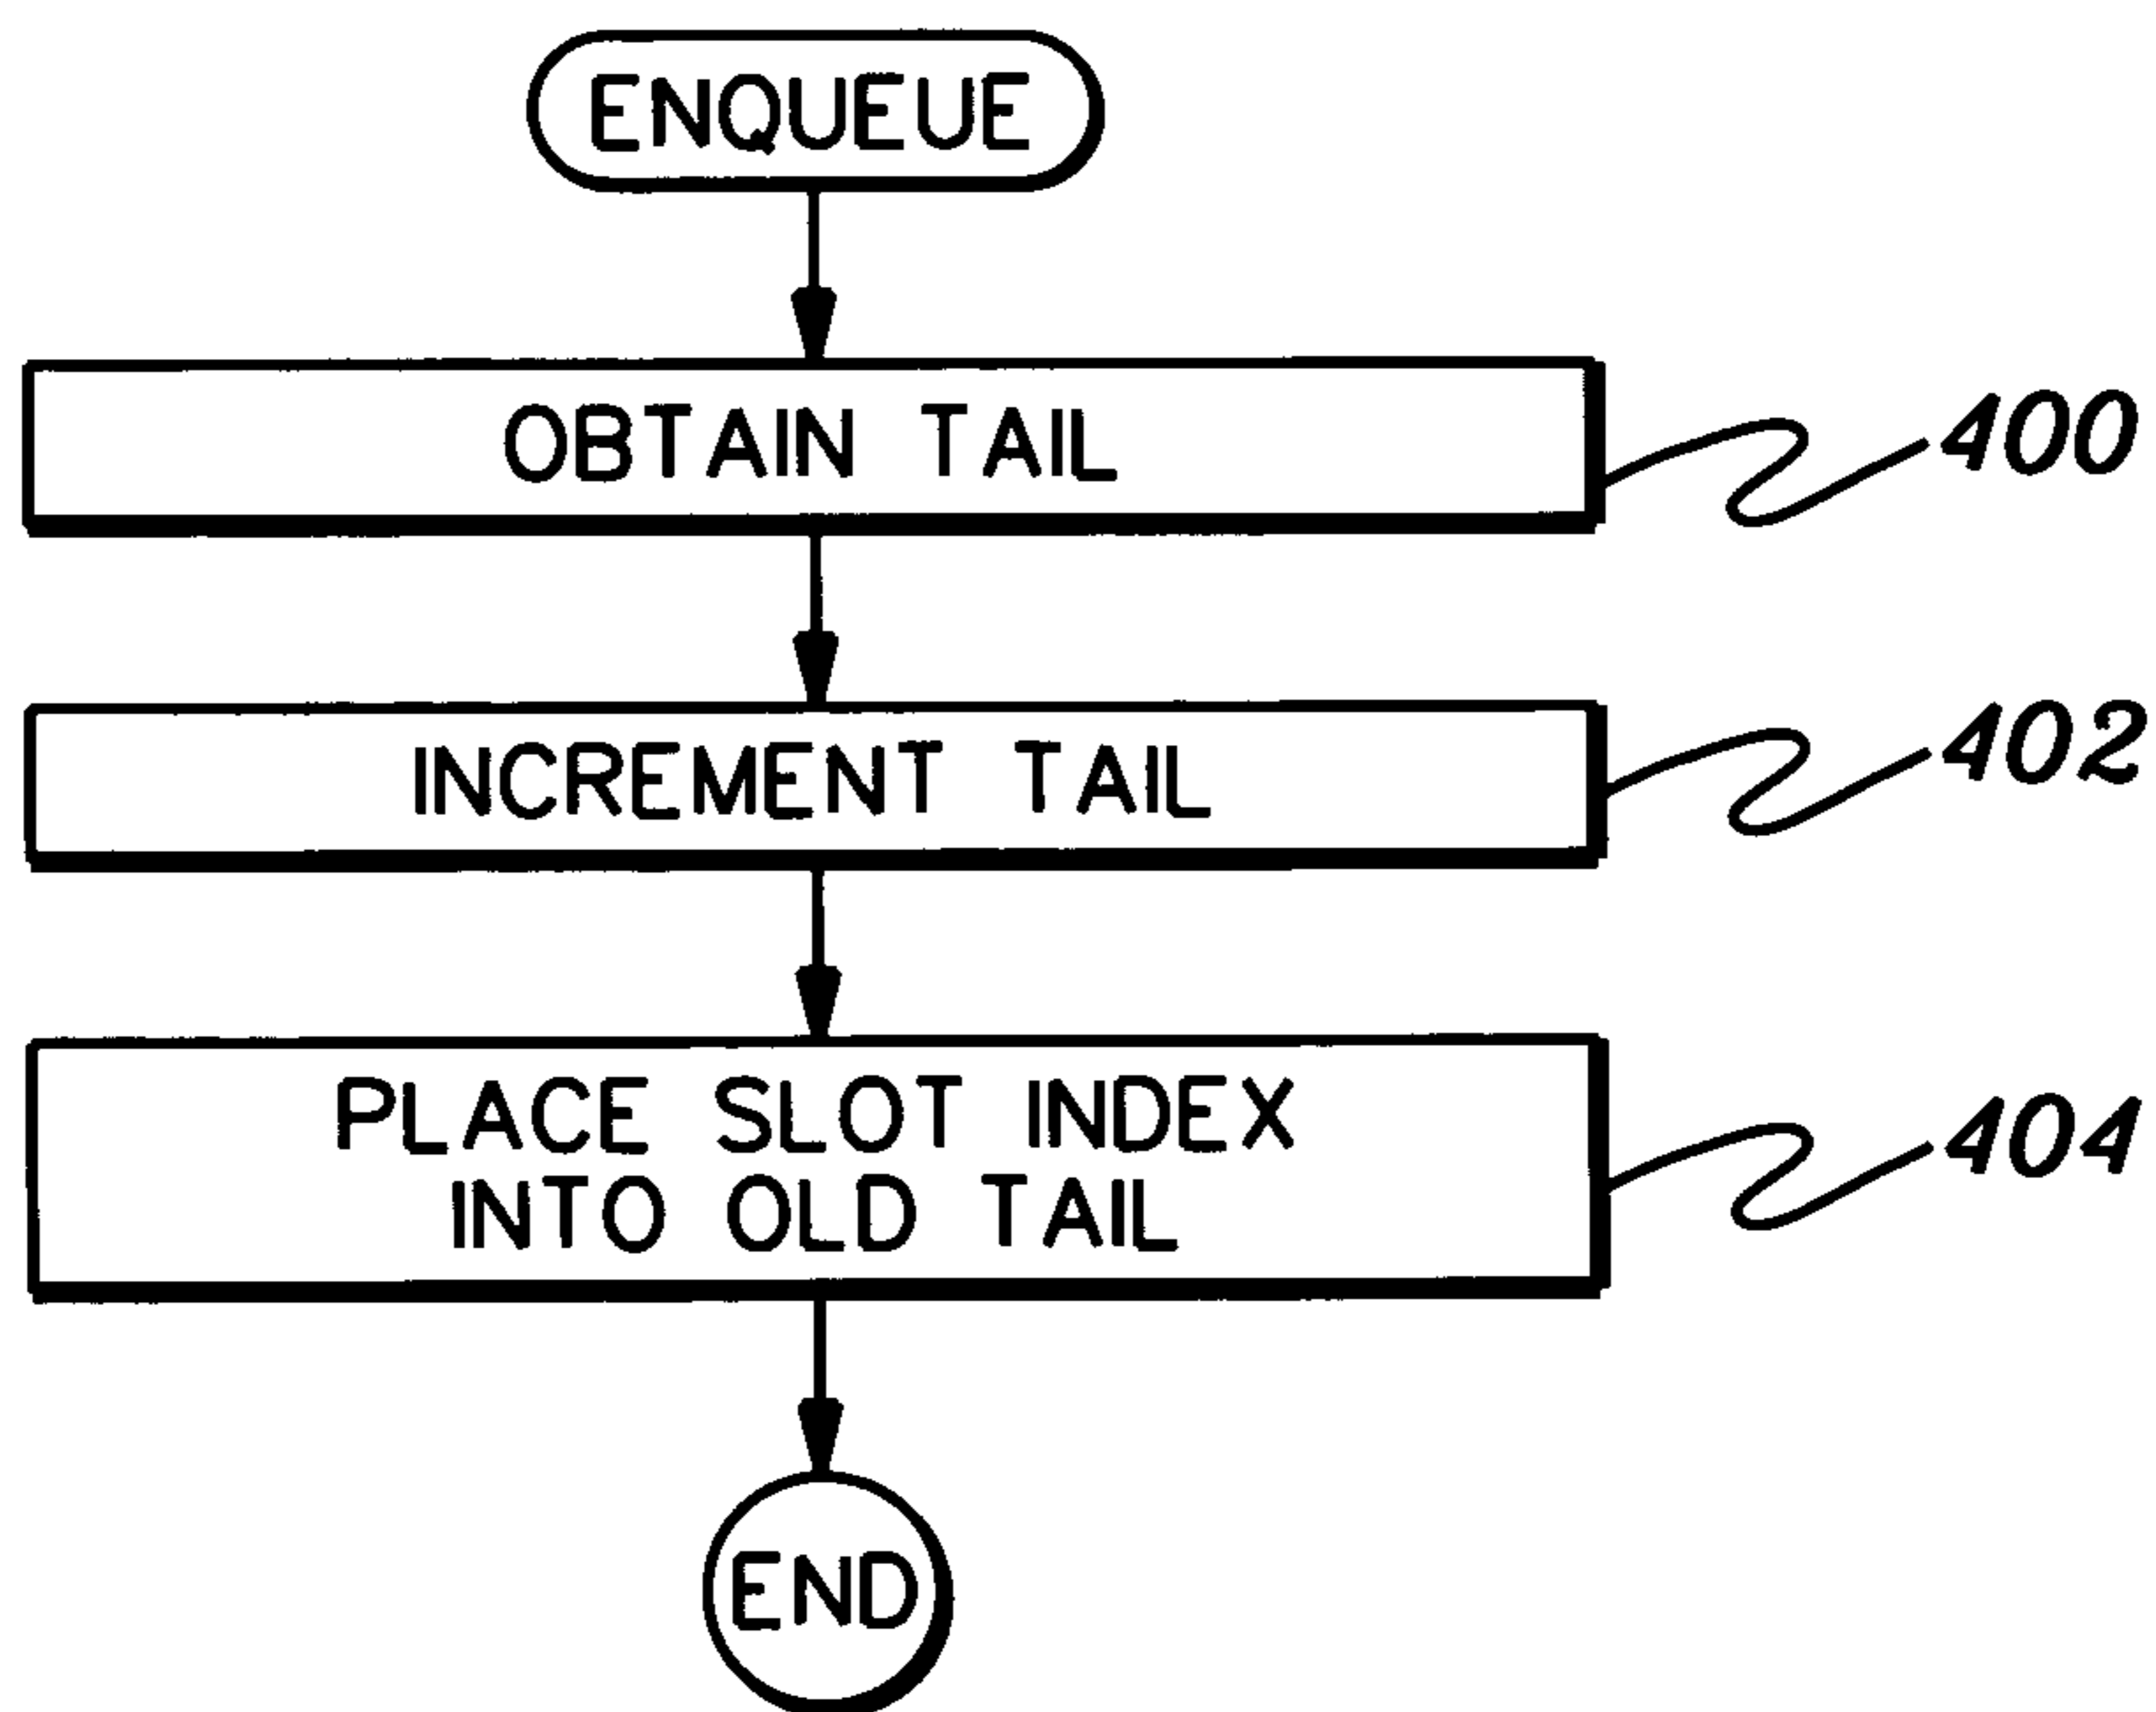 ENQUEUE
OBTAIN TAIL
400
INCREMENT TAIL
402
PLACE SLOT INDEX
INTO OLD TAIL
404
END